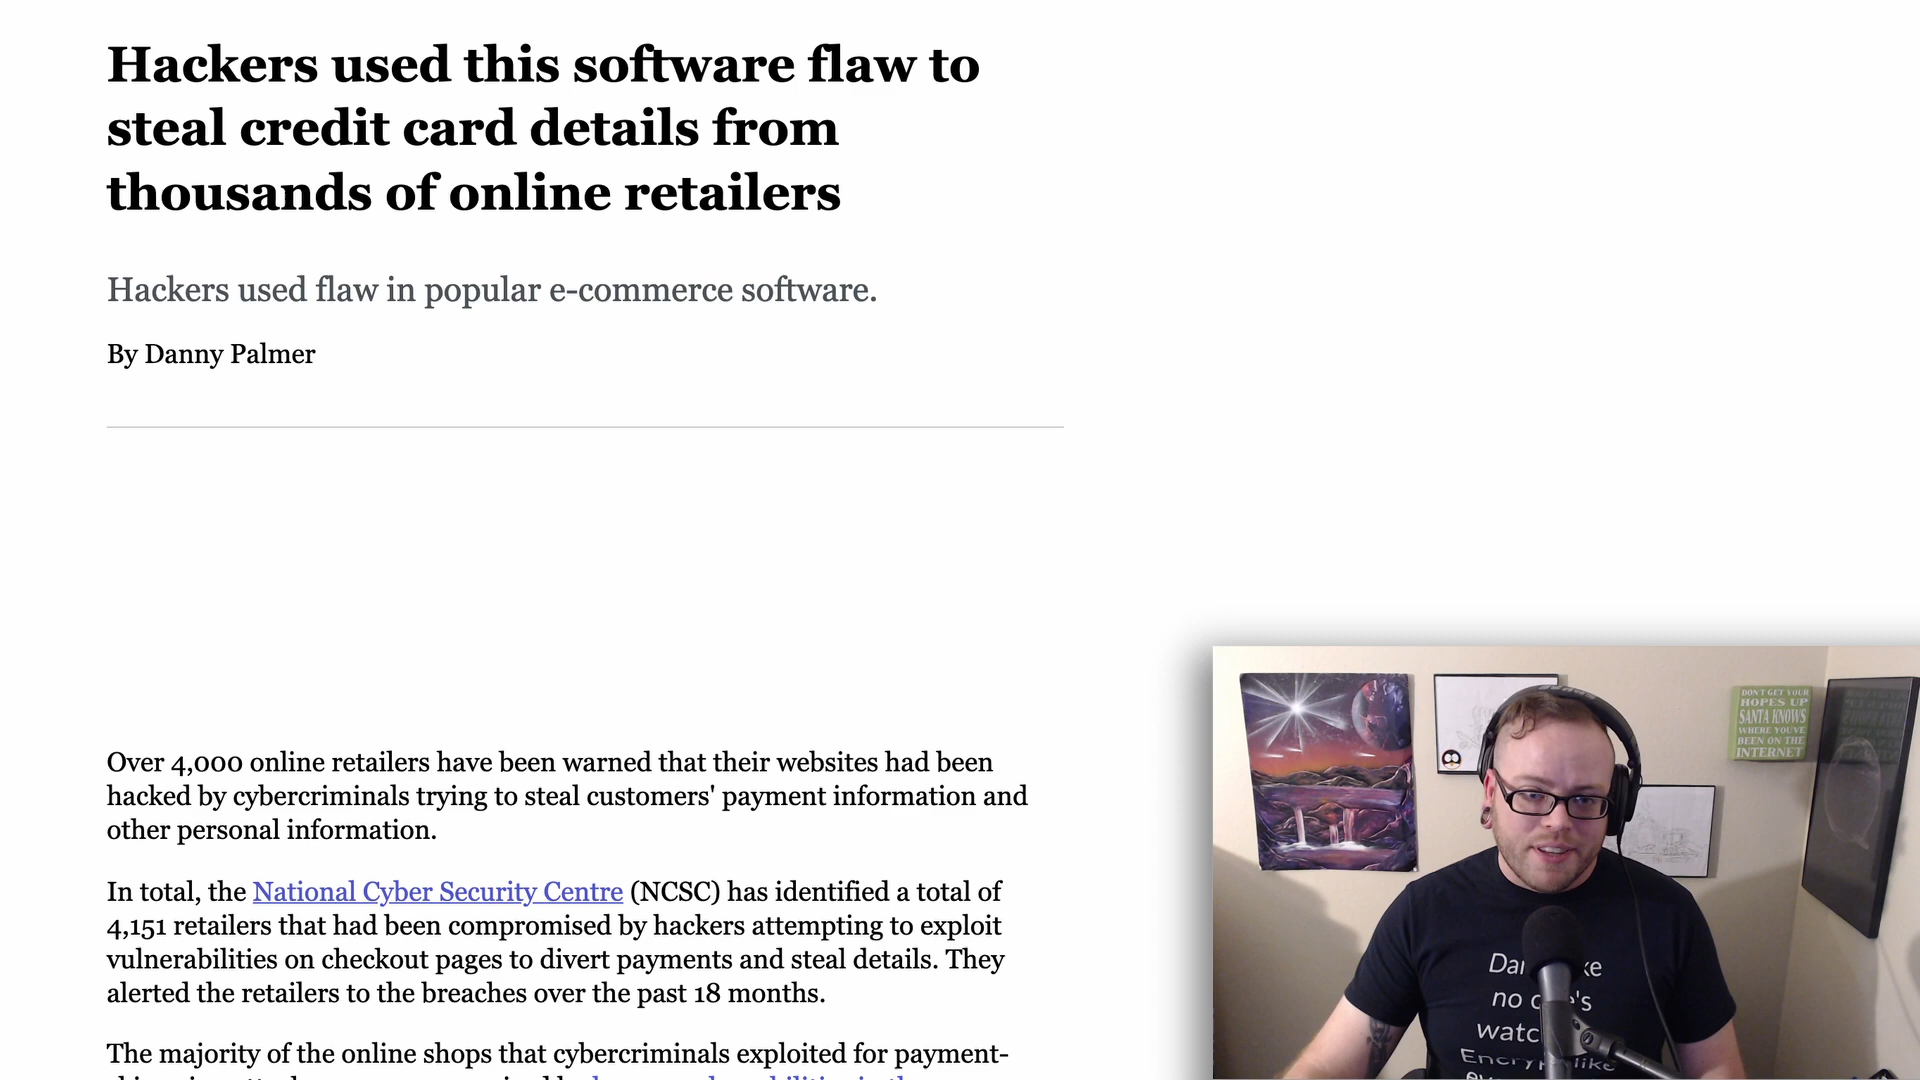 Hackers used this software flaw to
steal credit card details from
thousands of online retailers
Hackers used flaw in popular e-commerce software.
By Danny Palmer
Over 4,000 online retailers have been warned that their websites had been
hacked by cybercriminals trying to steal customers' payment information and
other personal information.
In total, the National Cyber Security Centre (NCSC) has identified a total of
4,151 retailers that had been compromised by hackers attempting to exploit
vulnerabilities on checkout pages to divert payments and steal details. They
alerted the retailers to the breaches over the past 18 months.
The majority of the online shops that cybercriminals exploited for payment-
DON'T GET YOUR
HOPES UP
SANTA KNOWS
WHERE YOU'VE
BEEN ON THE
INTERNET
no
like